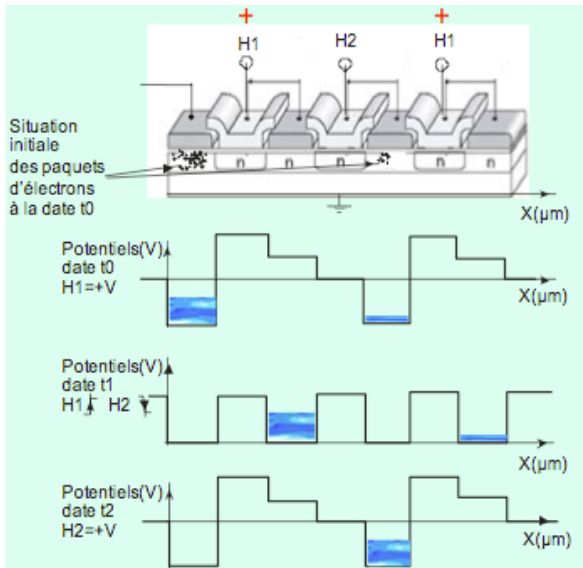 +
+
H1
H2
H1
Situation
initiale
des paquets
d'électrons
à la date t0
n
n
n
n
n
X(µm)
Potentiels(V)
date t0
H1=+V
X(µm)
Potentiels(V)
date t1
H1 H2
X(µm)
Potentiels(V)
date t2
H2=+V
X(µm)